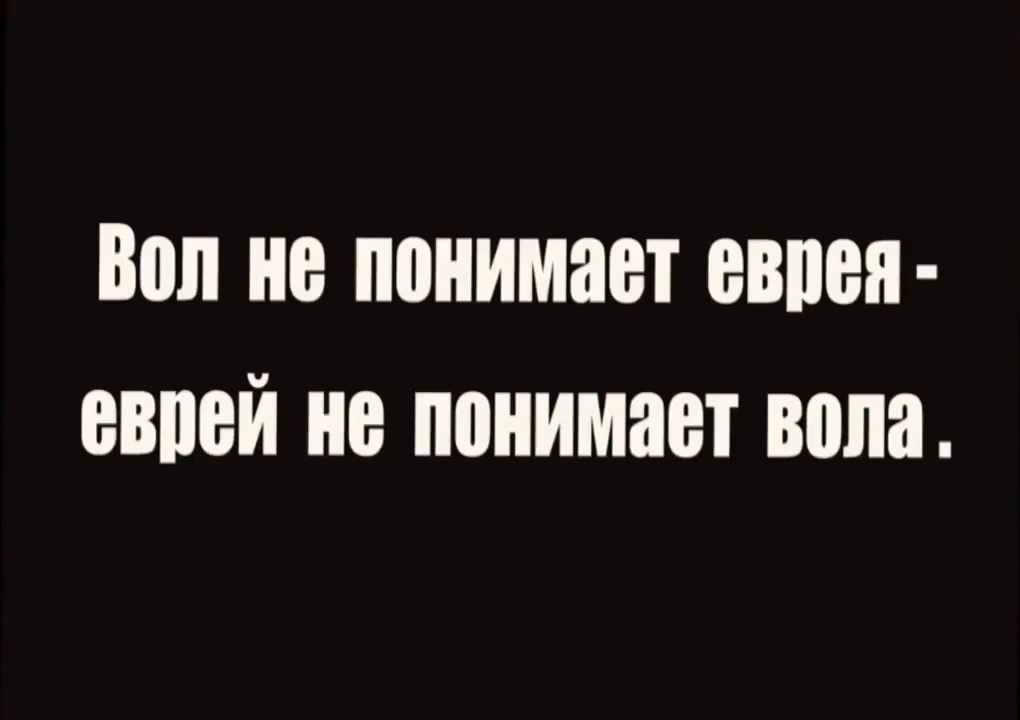 Вол не понимает еврея -
еврей не понимает вола .